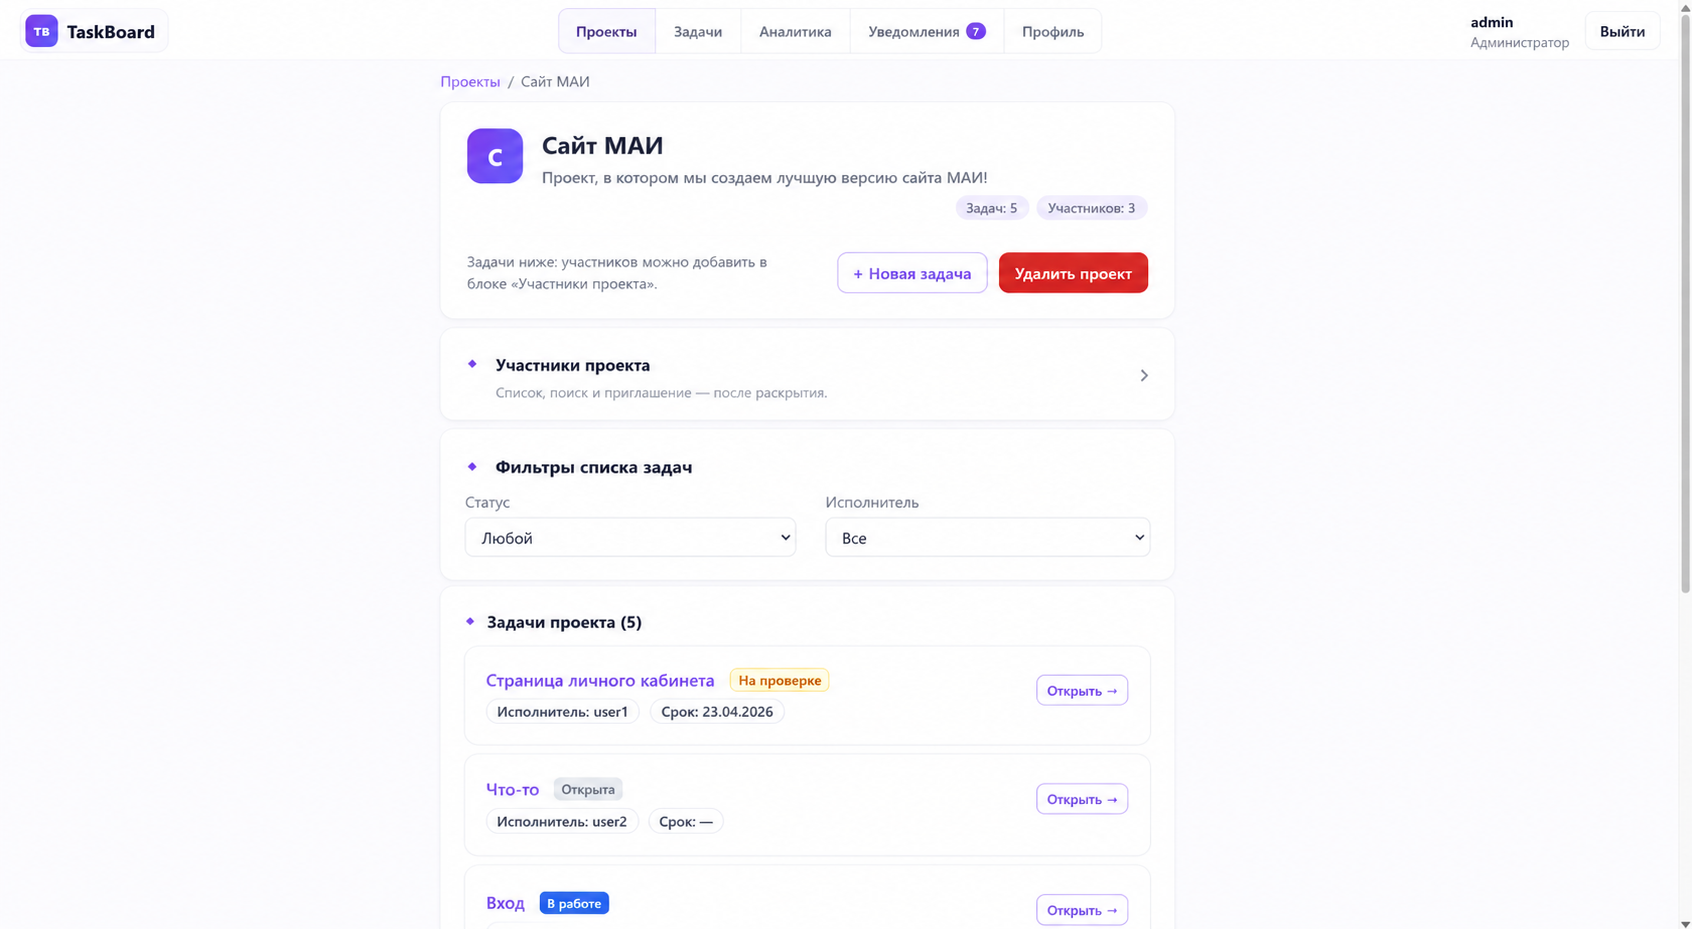 ТВ TaskBoard Проекты Задачи Аналитика Уведомления 7 Профиль admin Администратор Выйти
Проекты / Сайт МАИ
С
Сайт МАИ
Проект, в котором мы создаем лучшую версию сайта МАИ!
Задач: 5 Участников: 3
Задачи ниже: участников можно добавить в
блоке «Участники проекта».
+ Новая задача Удалить проект
Участники проекта
Список, поиск и приглашение — после раскрытия.
Фильтры списка задач
Статус Исполнитель
Любой Все
Задачи проекта (5)
Страница личного кабинета На проверке
Исполнитель: user1 Срок: 23.04.2026
Открыть →
Что-то Открыта
Исполнитель: user2 Срок: —
Открыть →
Вход В работе
Открыть →